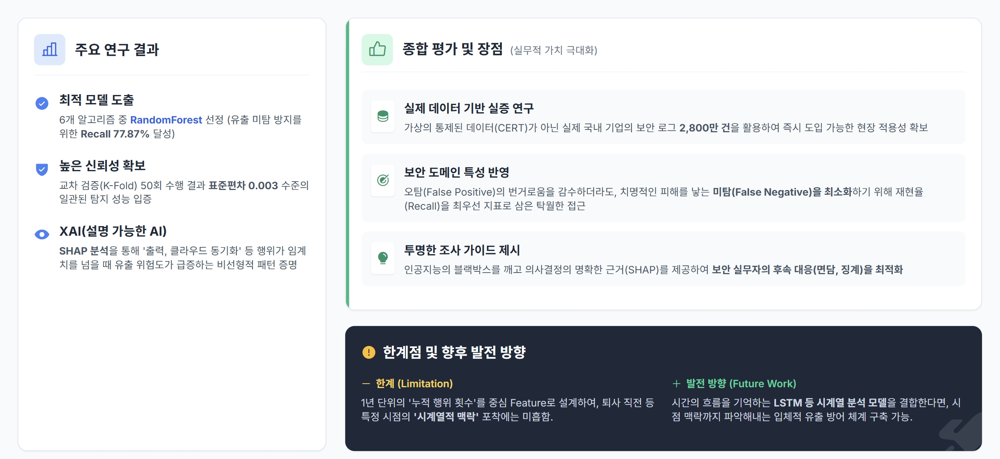 주요 연구 결과
최적 모델 도출
6개 알고리즘 중 RandomForest 선정 (유출 미탐 방지를
위한 Recall 77.87% 달성)
높은 신뢰성 확보
교차 검증(K-Fold) 50회 수행 결과 표준편차 0.003 수준의
일관된 탐지 성능 입증
XAI(설명 가능한 AI)
SHAP 분석을 통해 '출력, 클라우드 동기화' 등 행위가 임계
치를 넘을 때 유출 위험도가 급증하는 비선형적 패턴 증명
종합 평가 및 장점 (실무적 가치 극대화)
실제 데이터 기반 실증 연구
가상의 통제된 데이터(CERT)가 아닌 실제 국내 기업의 보안 로그 2,800만 건을 활용하여 즉시 도입 가능한 현장 적용성 확보
보안 도메인 특성 반영
오탐(False Positive)의 번거로움을 감수하더라도, 치명적인 피해를 낳는 미탐(False Negative)을 최소화하기 위해 재현율
(Recall)을 최우선 지표로 삼은 탁월한 접근
투명한 조사 가이드 제시
인공지능의 블랙박스를 깨고 의사결정의 명확한 근거(SHAP)를 제공하여 보안 실무자의 후속 대응(면담, 징계)을 최적화
한계점 및 향후 발전 방향
한계 (Limitation)
1년 단위의 '누적 행위 횟수'를 중심 Feature로 설계하여, 퇴사 직전 등
특정 시점의 '시계열적 맥락' 포착에는 미흡함.
발전 방향 (Future Work)
시간의 흐름을 기억하는 LSTM 등 시계열 분석 모델을 결합한다면, 시
점 맥락까지 파악해내는 입체적 유출 방어 체계 구축 가능.